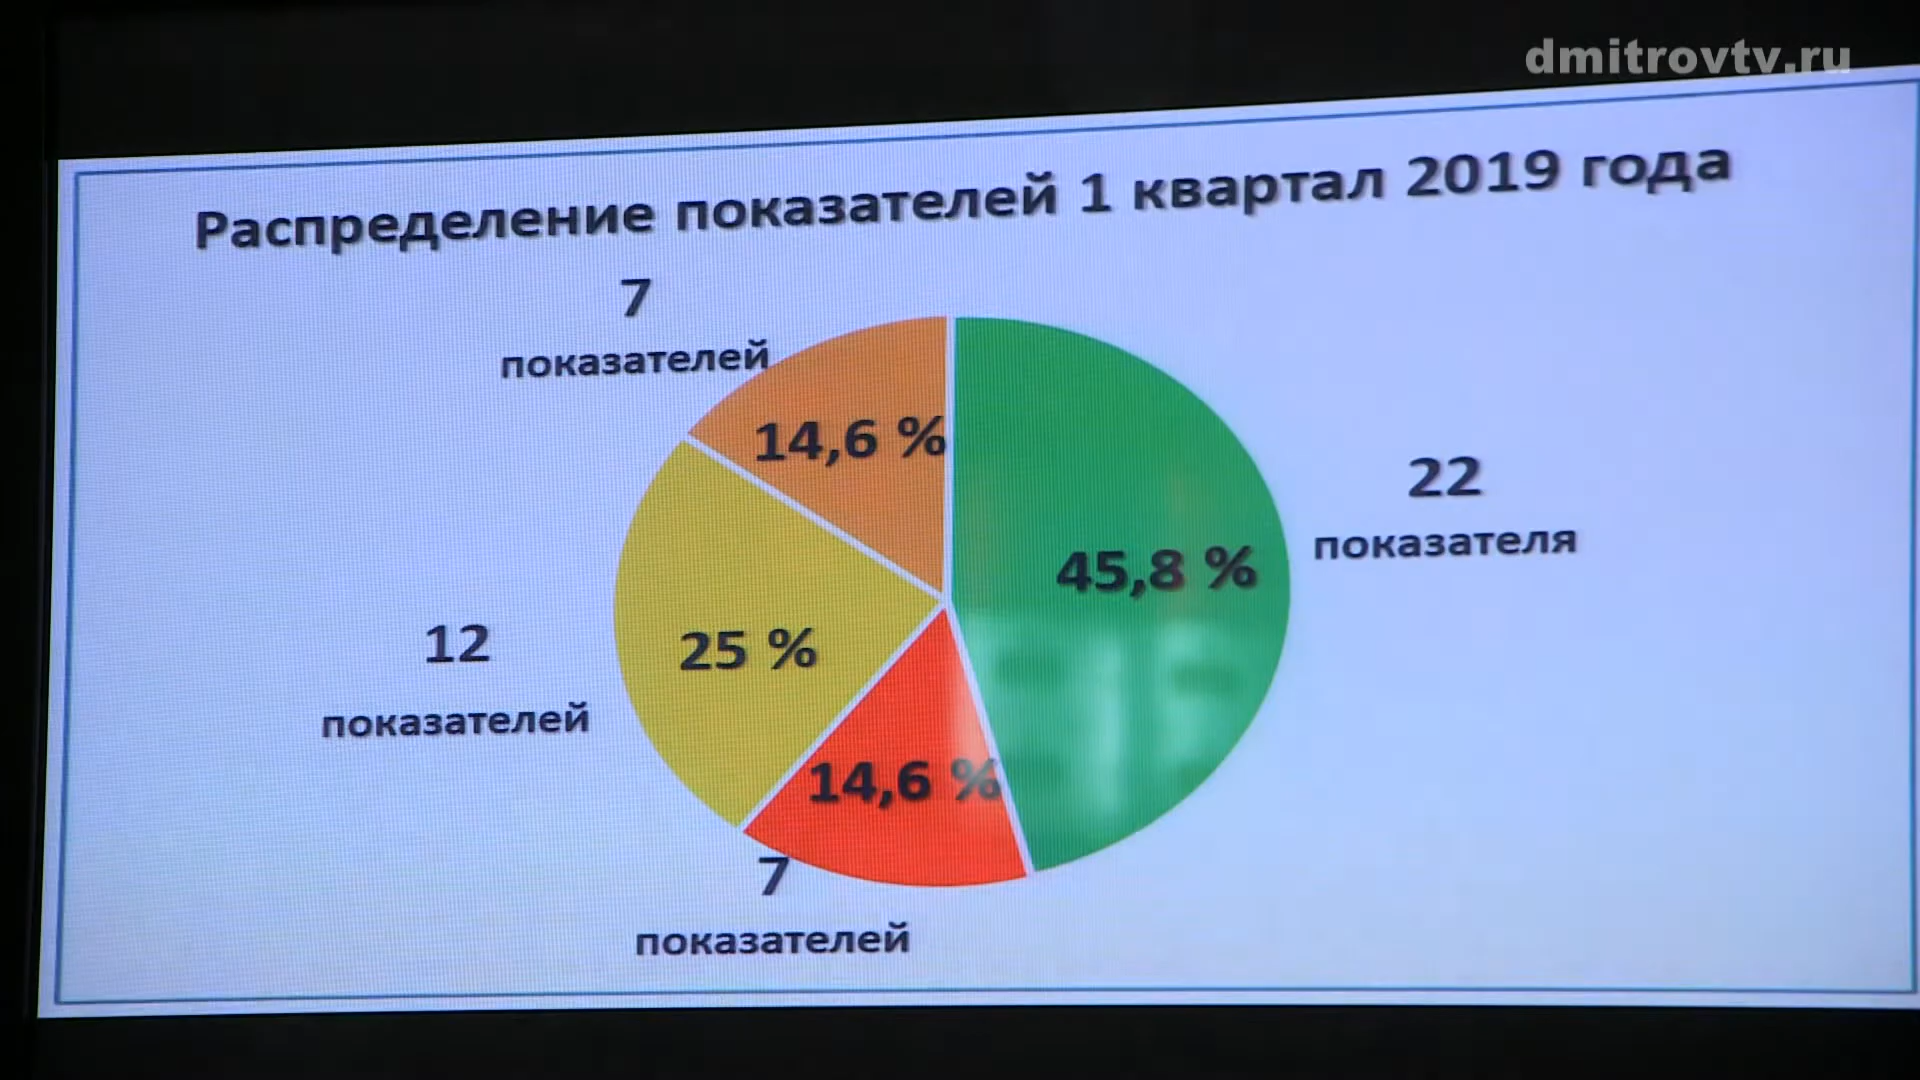 dmitrovtv.ru
Распределение показателей 1 квартал 2019 года
7
показателей
14,6 %
22
показателя
45,8 %
12
показателей
25 %
14,6 %
7
показателей